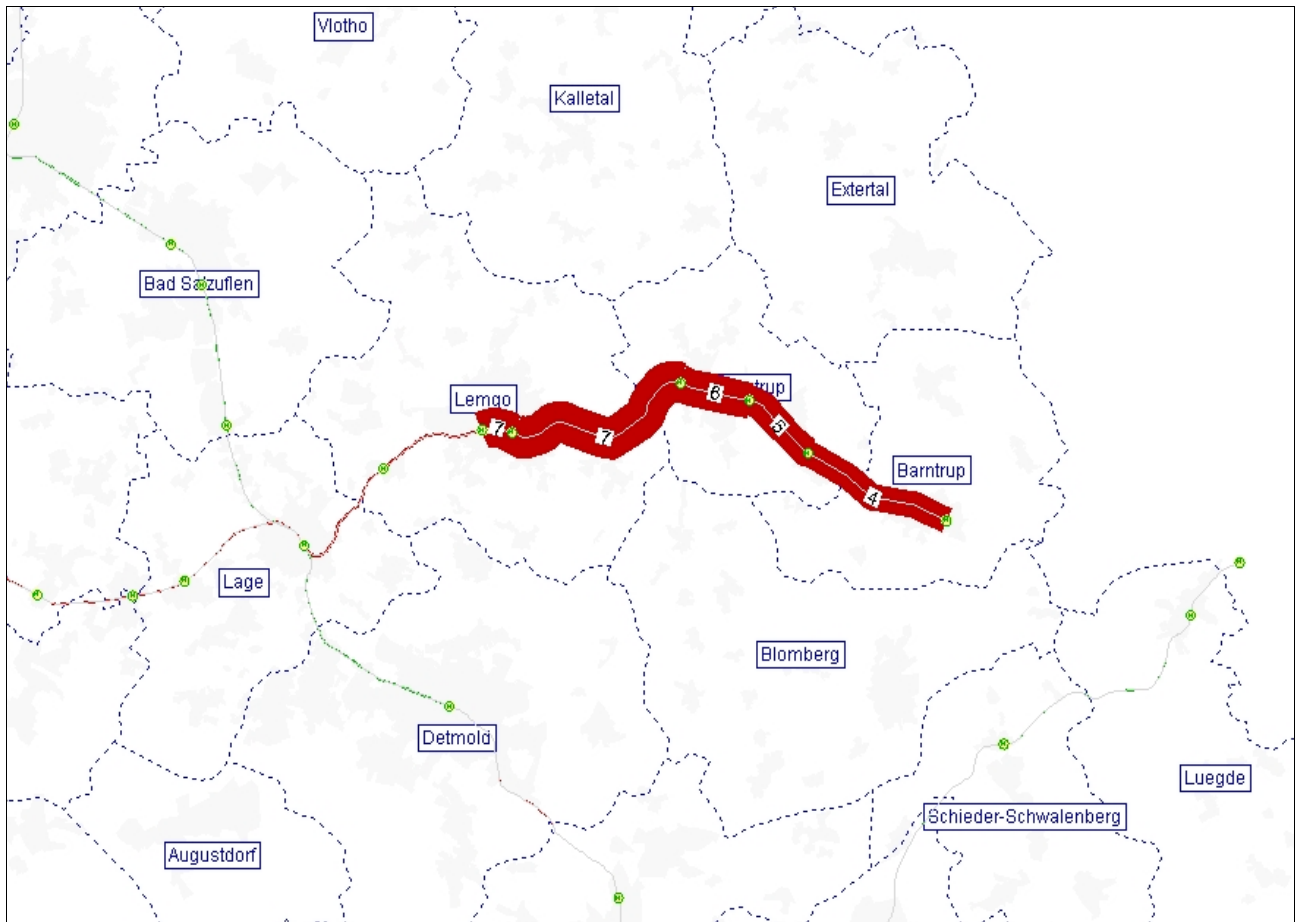 Vlotho
Kalletal
Extertal
Bad Salzuflen
Lemgo
trup
6
5
7
7
4
Barntrup
Lage
Blomberg
Detmold
Luegde
Schieder-Schwalenberg
Augustdorf